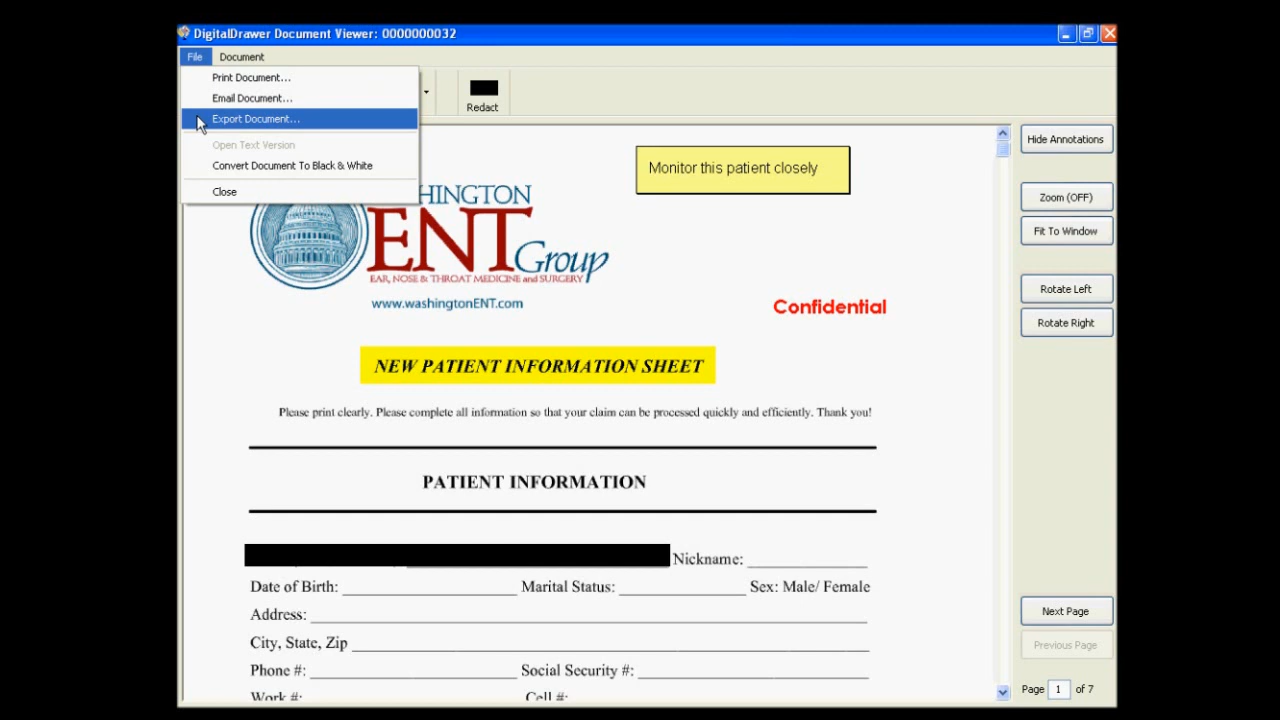 DigitalDrawer Document Viewer: 0000000032
File Document
Print Document...
Email Document...
Export Document...
Open Text Version
Convert Document To Black & White
Close
Redact
Hide Annotations
Zoom (OFF)
Fit To Window
Rotate Left
Rotate Right
Next Page
Previous Page
Page 1 of 7
Monitor this patient closely
HINGTON
ENT Group
EAR, NOSE & THROAT MEDICINE and SURGERY
www.washingtonENT.com
Confidential
NEW PATIENT INFORMATION SHEET
Please print clearly. Please complete all information so that your claim can be processed quickly and efficiently. Thank you!
PATIENT INFORMATION
Nickname:
Date of Birth: Marital Status: Sex: Male/ Female
Address:
City, State, Zip
Phone #: Social Security #:
Work #: Cell #: